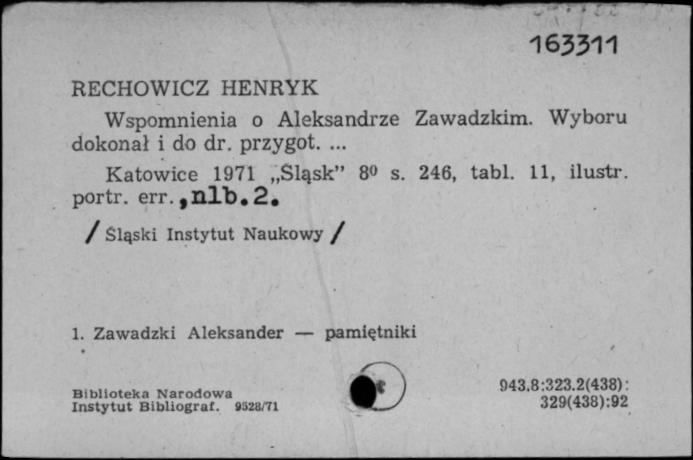 163311
RECHOWICZ HENRYK
Wspomnienia o Aleksandrze Zawadzkim. Wyboru
dokonał i do dr. przygot. ...
Katowice 1971 „Śląsk” 8⁰ s. 246, tabl. 11, ilustr.
portr. err., nlb. 2.
/ Śląski Instytut Naukowy /
1. Zawadzki Aleksander — pamiętniki
Biblioteka Narodowa
Instytut Bibliograf. 9528/71
943.8:323.2(438):
329(438):92